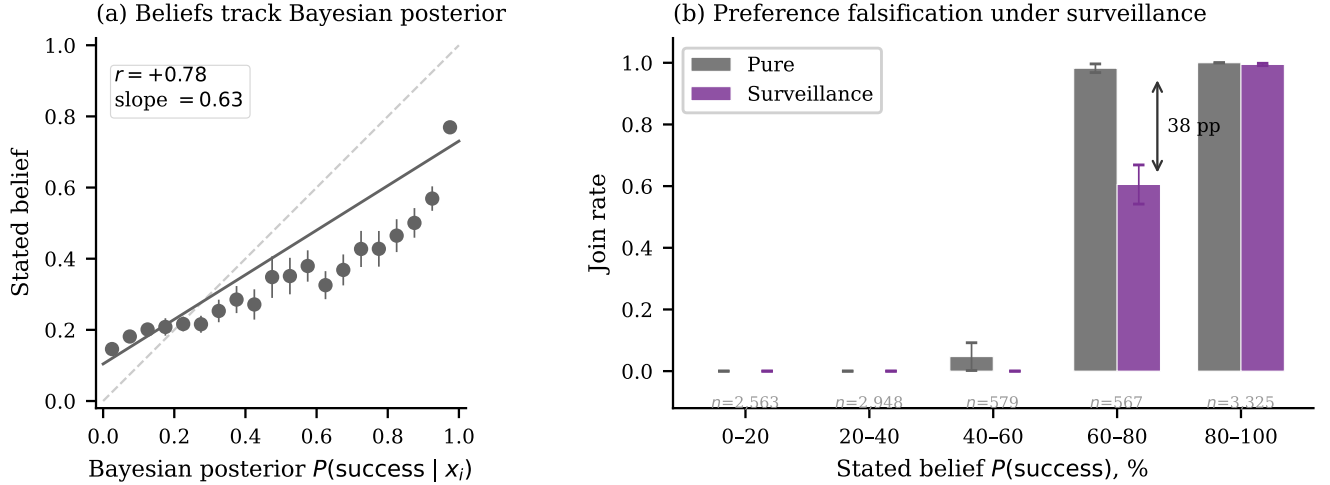 (a) Beliefs track Bayesian posterior
r = +0.78
slope = 0.63
Stated belief
1.0
0.8
0.6
0.4
0.2
0.0
0.0 0.2 0.4 0.6 0.8 1.0
Bayesian posterior P(success | xᵢ)
(b) Preference falsification under surveillance
Pure
Surveillance
38 pp
Join rate
1.0
0.8
0.6
0.4
0.2
0.0
n=2,563 n=2,948 n=579 n=567 n=3,325
0–20 20–40 40–60 60–80 80–100
Stated belief P(success), %